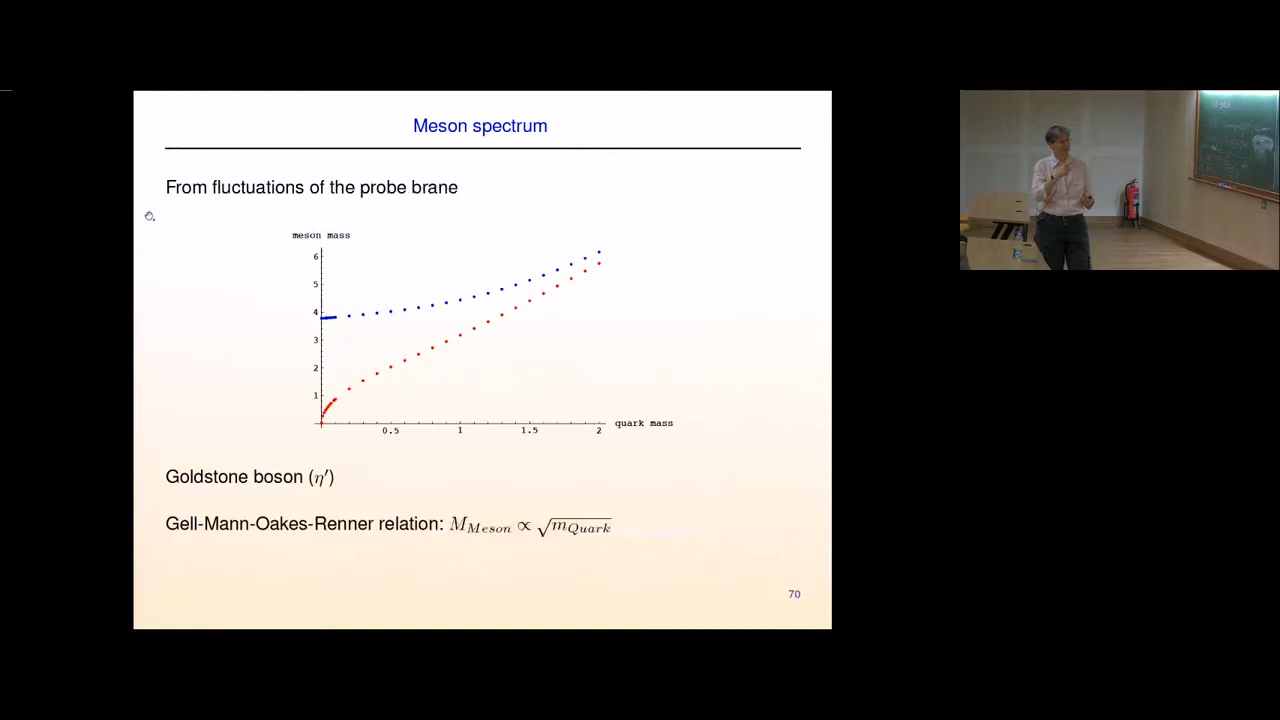 Meson spectrum
From fluctuations of the probe brane
meson mass
6
5
4
3
2
1
0.5 1 1.5 2 quark mass
Goldstone boson (η′)
Gell-Mann-Oakes-Renner relation: M_Meson ∝ √m_Quark
70